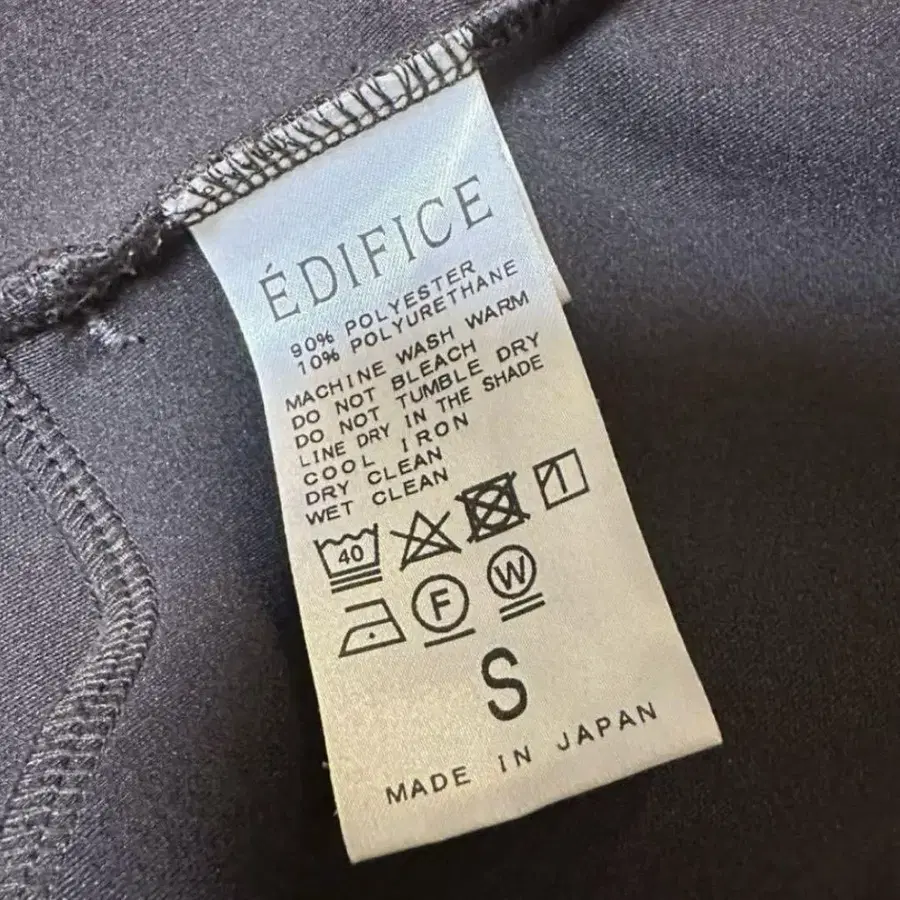 ÉDIFICE
90% POLYESTER
10% POLYURETHANE
MACHINE WASH WARM
DO NOT BLEACH
DO NOT TUMBLE DRY
LINE DRY IN THE SHADE
COOL IRON
DRY CLEAN
WET CLEAN
40
F W
S
MADE IN JAPAN